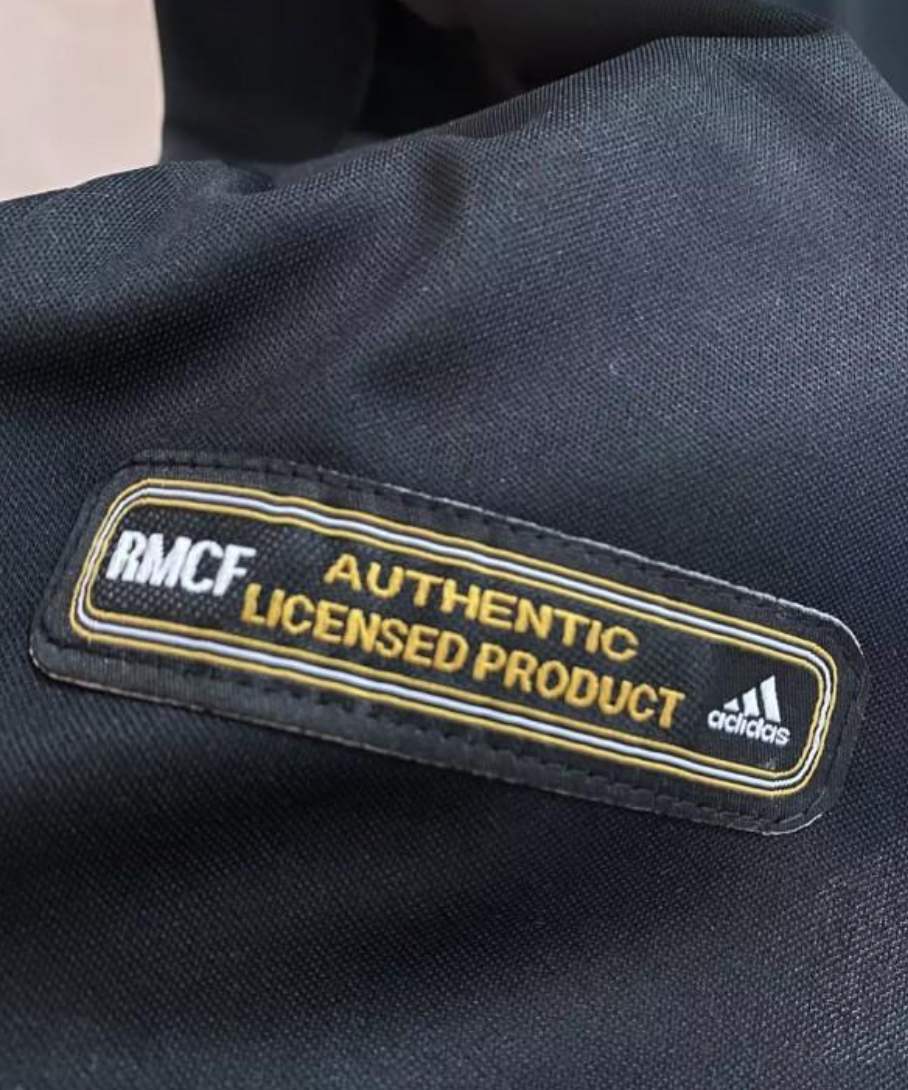 RMCF
AUTHENTIC
LICENSED PRODUCT
adidas